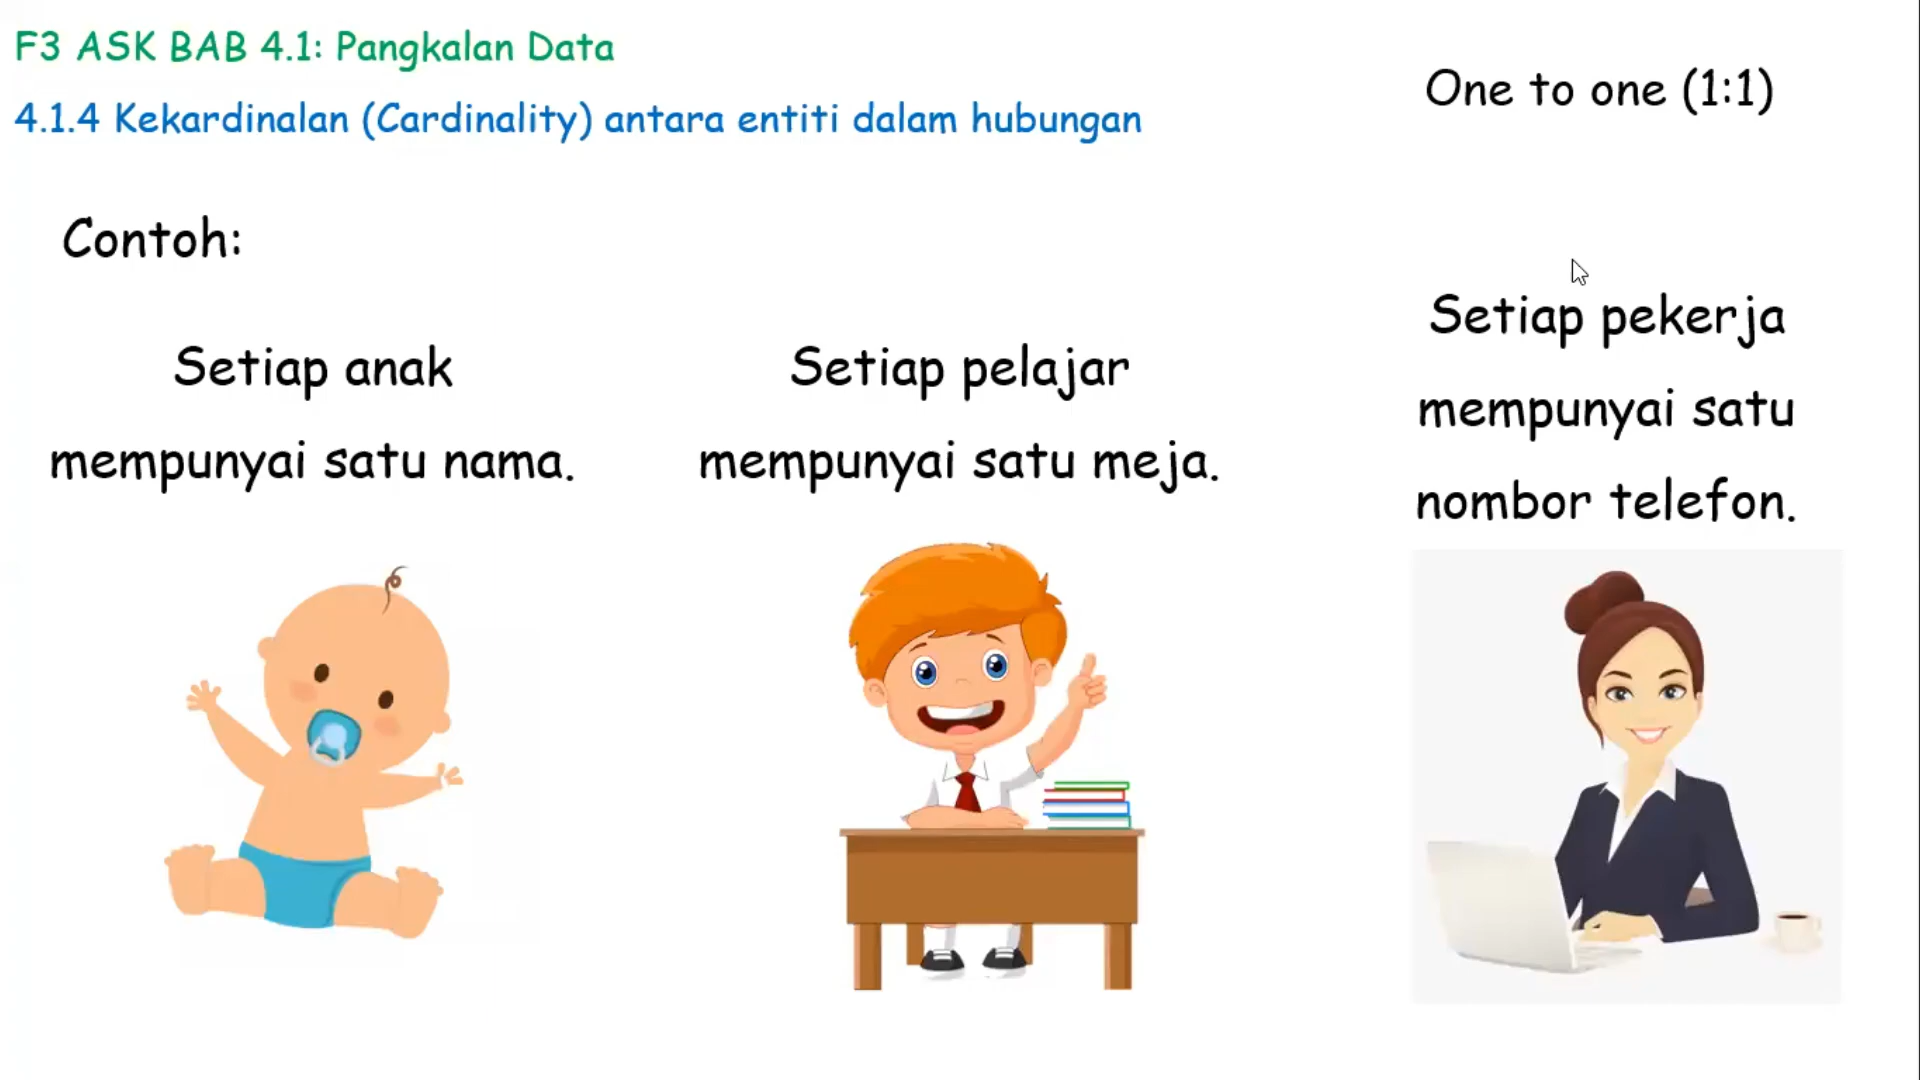 F3 ASK BAB 4.1: Pangkalan Data
4.1.4 Kekardinalan (Cardinality) antara entiti dalam hubungan
One to one (1:1)
Contoh:
Setiap anak
mempunyai satu nama.
Setiap pelajar
mempunyai satu meja.
Setiap pekerja
mempunyai satu
nombor telefon.